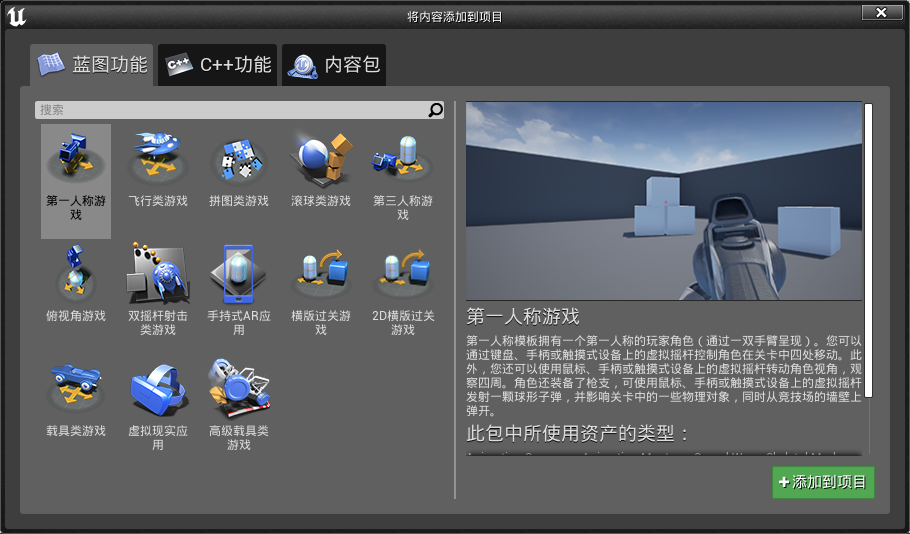 将内容添加到项目
蓝图功能
C++
C++功能
内容包
搜索
第一人称游
戏
飞行类游戏
拼图类游戏
滚球类游戏
第三人称游
戏
俯视角游戏
双摇杆射击
类游戏
手持式AR应
用
横版过关游
戏
2D横版过关
游戏
载具类游戏
虚拟现实应
用
高级载具类
游戏
第一人称游戏
第一人称模板拥有一个第一人称的玩家角色（通过一双手臂呈现）。您可以
通过键盘、手柄或触摸式设备上的虚拟摇杆控制角色在关卡中四处移动。此
外，您还可以使用鼠标、手柄或触摸式设备上的虚拟摇杆转动角色视角，观
察四周。角色还装备了枪支，可使用鼠标、手柄或触摸式设备上的虚拟摇杆
发射一颗球形子弹，并影响关卡中的一些物理对象，同时从竞技场的墙壁上
弹开。
此包中所使用资产的类型：
+添加到项目